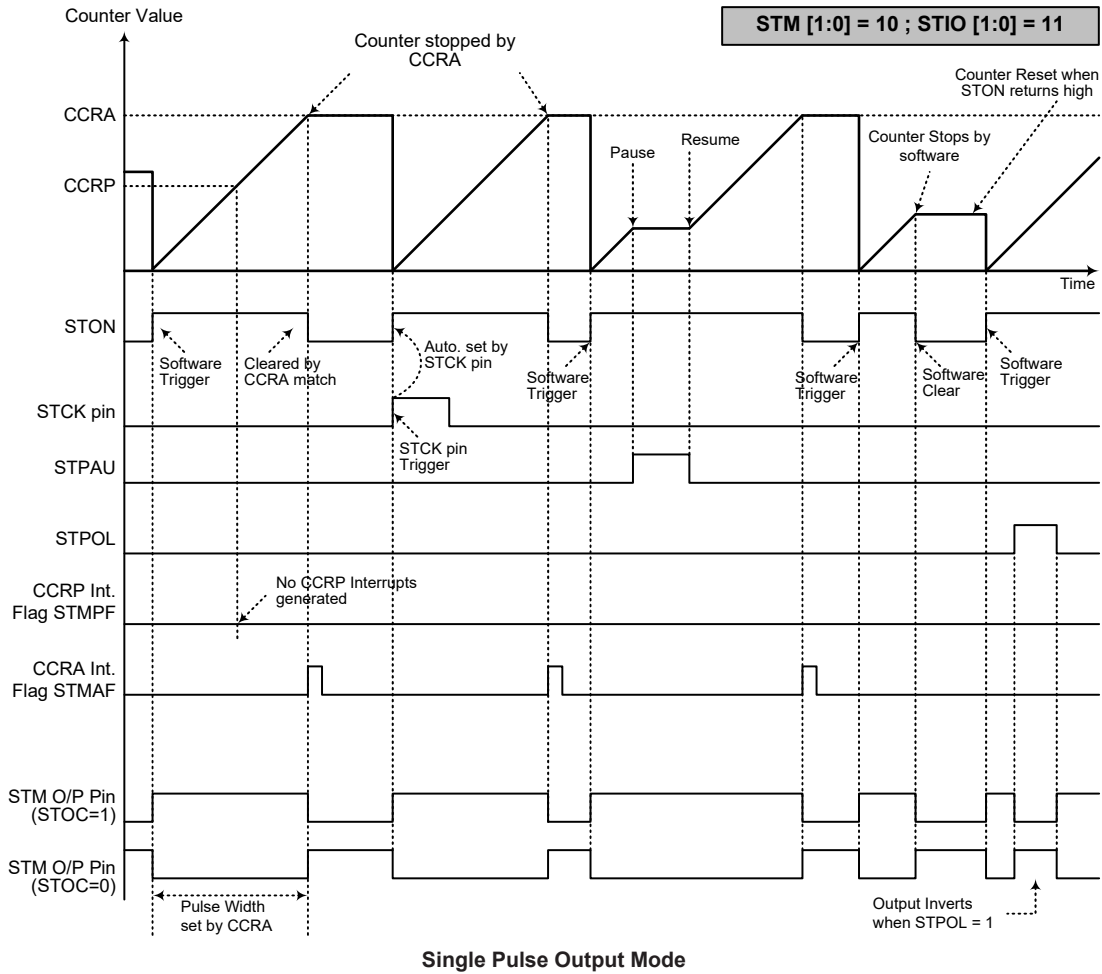 Counter Value
STM [1:0] = 10 ; STIO [1:0] = 11
Counter stopped by
CCRA
Counter Reset when
STON returns high
CCRA
Counter Stops by
software
Pause
Resume
CCRP
Time
STON
Software
Trigger
Cleared by
CCRA match
Auto. set by
STCK pin
Software
Trigger
Software
Trigger
Software
Clear
Software
Trigger
STCK pin
STCK pin
Trigger
STPAU
STPOL
CCRP Int.
Flag STMPF
No CCRP Interrupts
generated
CCRA Int.
Flag STMAF
STM O/P Pin
(STOC=1)
STM O/P Pin
(STOC=0)
Pulse Width
set by CCRA
Output Inverts
when STPOL = 1
Single Pulse Output Mode